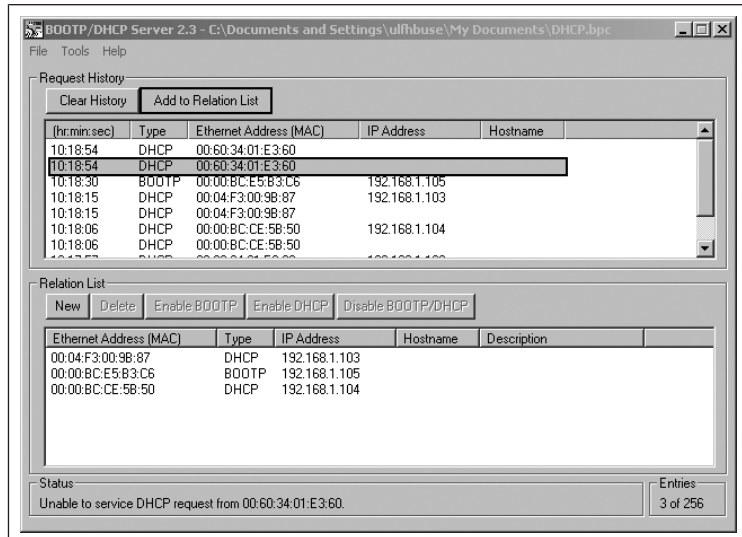 BOOTP/DHCP Server 2.3 - C:\Documents and Settings\ulfhbuse\My Documents\DHCP.bpc
File Tools Help
Request History
Clear History Add to Relation List
(hr:min:sec) Type Ethernet Address (MAC) IP Address Hostname
10:18:54 DHCP 00:60:34:01:E3:60
10:18:54 DHCP 00:60:34:01:E3:60
10:18:30 BOOTP 00:00:BC:E5:B3:C6 192.168.1.105
10:18:15 DHCP 00:04:F3:00:9B:87 192.168.1.103
10:18:15 DHCP 00:04:F3:00:9B:87
10:18:06 DHCP 00:00:BC:CE:5B:50 192.168.1.104
10:18:06 DHCP 00:00:BC:CE:5B:50
Relation List
New Delete Enable BOOTP Enable DHCP Disable BOOTP/DHCP
Ethernet Address (MAC) Type IP Address Hostname Description
00:04:F3:00:9B:87 DHCP 192.168.1.103
00:00:BC:E5:B3:C6 BOOTP 192.168.1.105
00:00:BC:CE:5B:50 DHCP 192.168.1.104
Status
Unable to service DHCP request from 00:60:34:01:E3:60.
Entries
3 of 256